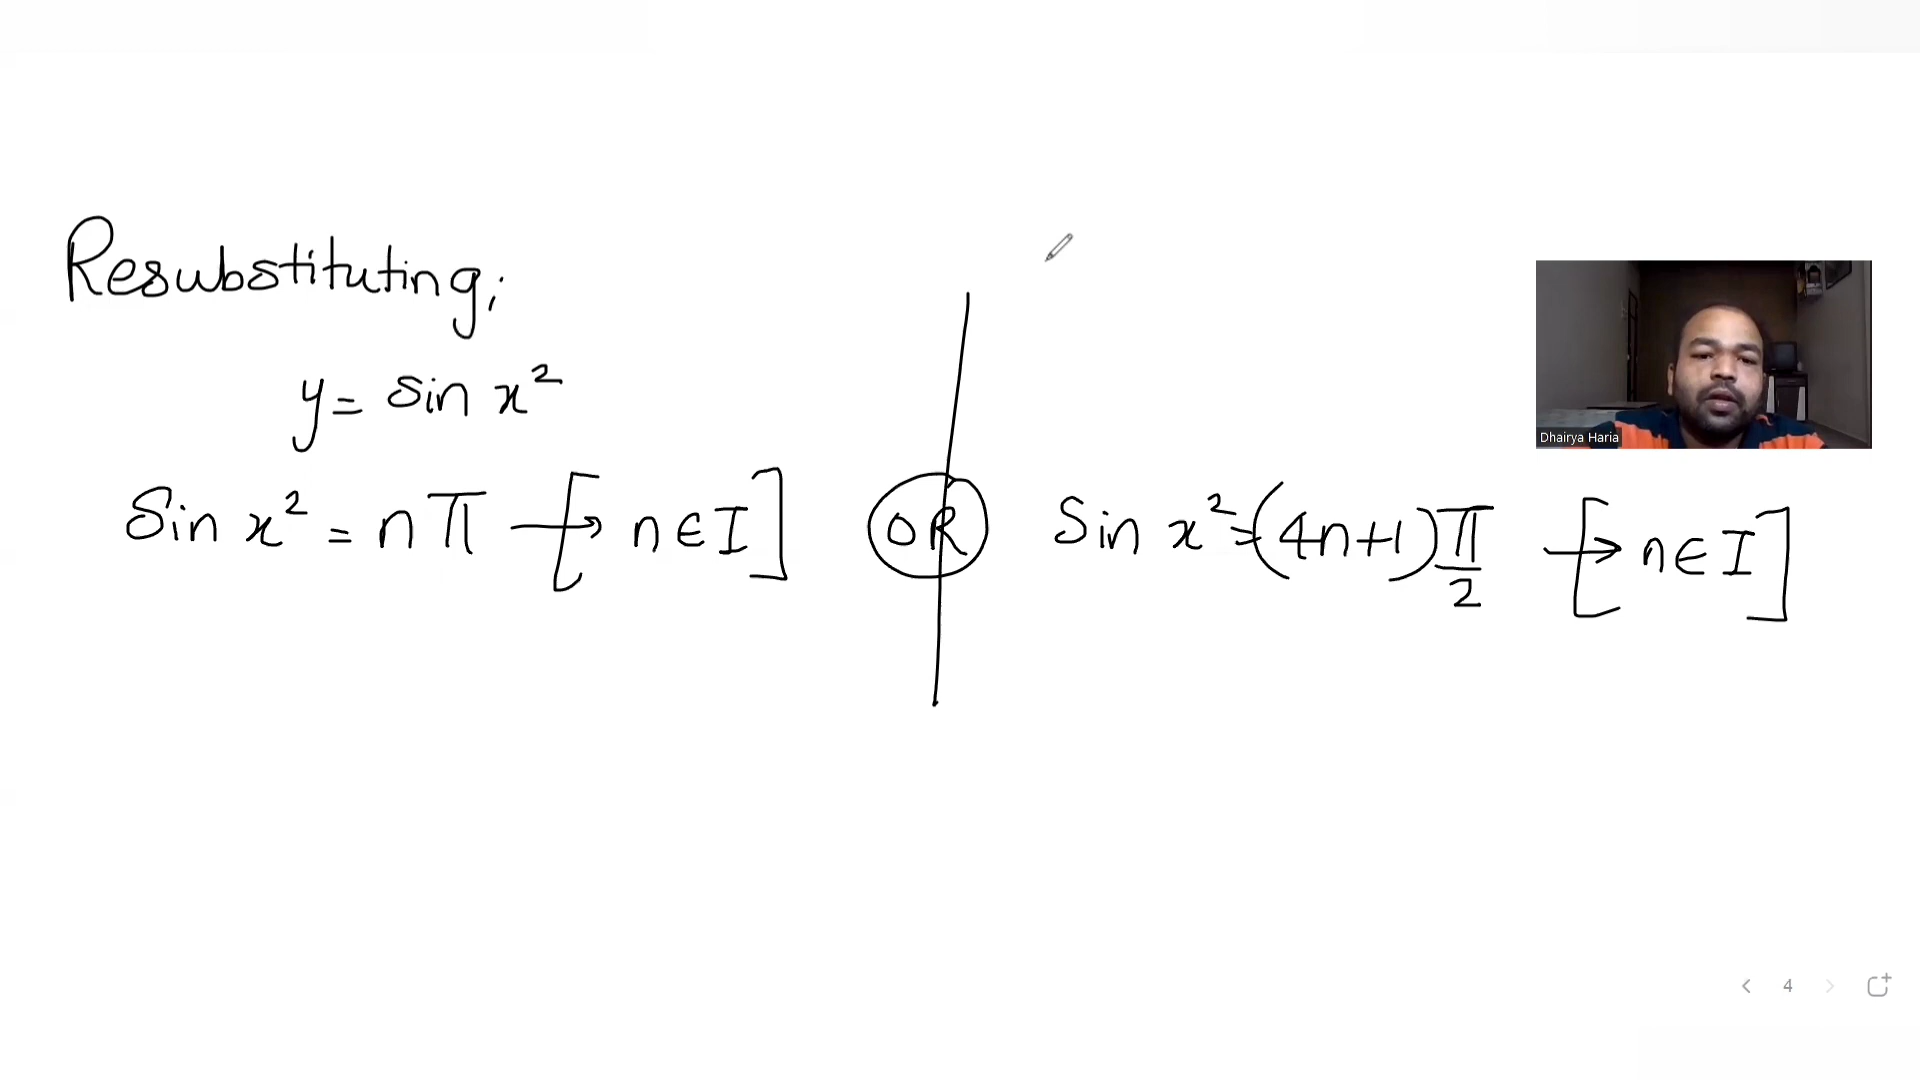 Resubstituting;
y = sin x²
Sin x² = nπ → [n ∈ I]
OR
Sin x² = (4n+1)π/2 → [n ∈ I]
Dhairya Haria
4